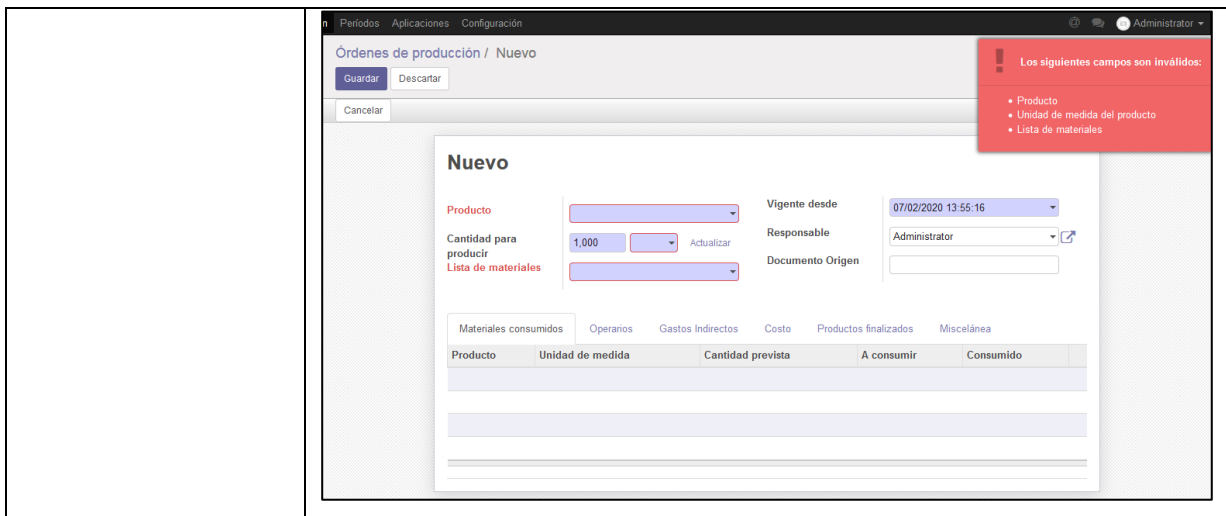 n Períodos Aplicaciones Configuración @ Administrator
Órdenes de producción / Nuevo
Guardar Descartar
Cancelar
! Los siguientes campos son inválidos:
• Producto
• Unidad de medida del producto
• Lista de materiales
Nuevo
Producto
Cantidad para producir 1,000 Actualizar
Lista de materiales
Vigente desde 07/02/2020 13:55:16
Responsable Administrator
Documento Origen
Materiales consumidos Operarios Gastos Indirectos Costo Productos finalizados Miscelánea
Producto Unidad de medida Cantidad prevista A consumir Consumido